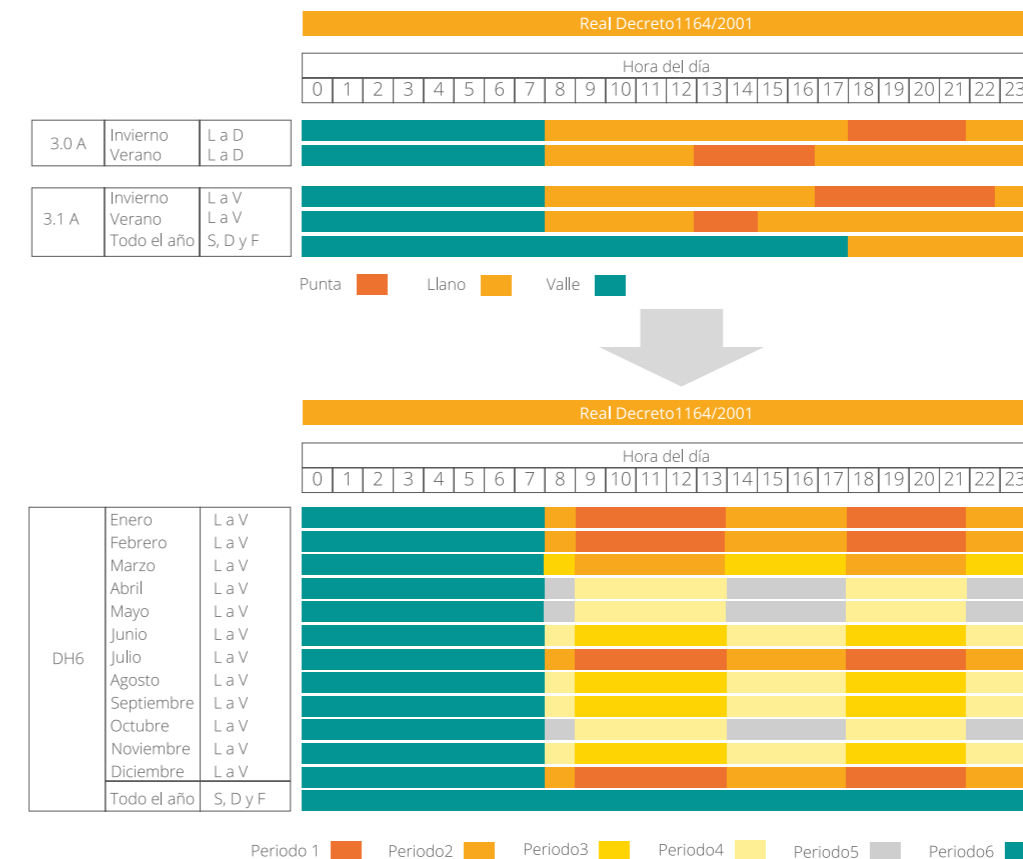 Real Decreto1164/2001
Hora del día
0 1 2 3 4 5 6 7 8 9 10 11 12 13 14 15 16 17 18 19 20 21 22 23
3.0 A
Invierno L a D
Verano L a D
3.1 A
Invierno L a V
Verano L a V
Todo el año S, D y F
Punta Llano Valle
Real Decreto1164/2001
Hora del día
0 1 2 3 4 5 6 7 8 9 10 11 12 13 14 15 16 17 18 19 20 21 22 23
DH6
Enero L a V
Febrero L a V
Marzo L a V
Abril L a V
Mayo L a V
Junio L a V
Julio L a V
Agosto L a V
Septiembre L a V
Octubre L a V
Noviembre L a V
Diciembre L a V
Todo el año S, D y F
Periodo 1 Periodo2 Periodo3 Periodo4 Periodo5 Periodo6